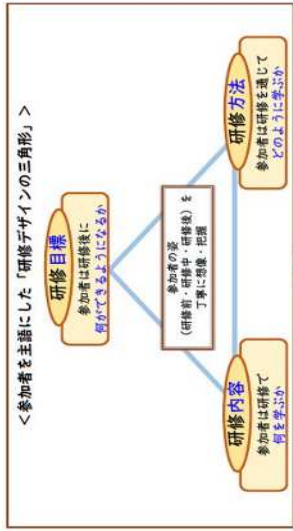 ＜参加者を主語にした「研修デザインの三角形」＞
研修目標
参加者は研修後に
何ができるようになるか
参加者の姿
(研修前・研修中・研修後)を
丁寧に想像・把握
研修内容
参加者は研修で
何を学ぶか
研修方法
参加者は研修を通じて
どのように学ぶか